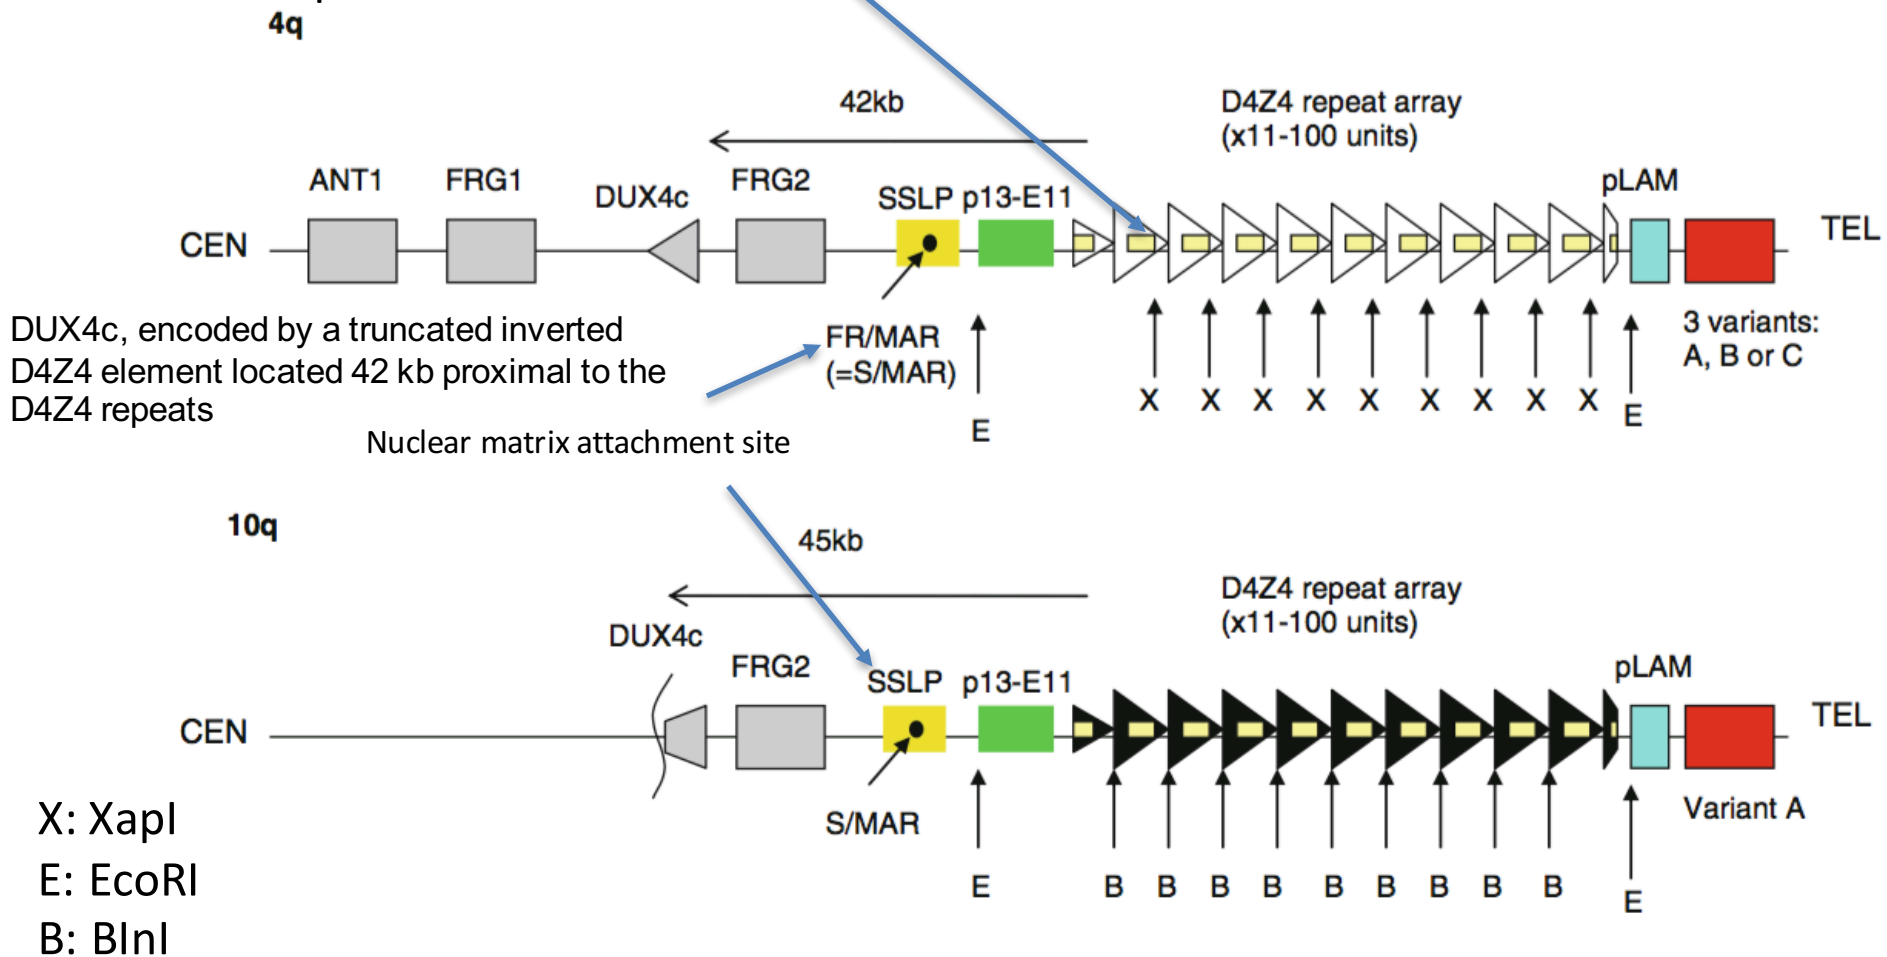 4q
42kb
D4Z4 repeat array
(x11-100 units)
ANT1
FRG1
DUX4c
FRG2
SSLP
p13-E11
pLAM
CEN
TEL
DUX4c, encoded by a truncated inverted
D4Z4 element located 42 kb proximal to the
D4Z4 repeats
FR/MAR
(=S/MAR)
3 variants:
A, B or C
E
X X X X X X X X X
E
Nuclear matrix attachment site
10q
45kb
D4Z4 repeat array
(x11-100 units)
DUX4c
FRG2
SSLP
p13-E11
pLAM
CEN
TEL
S/MAR
Variant A
E
B B B B B B B B B
E
X: XapI
E: EcoRI
B: BlnI